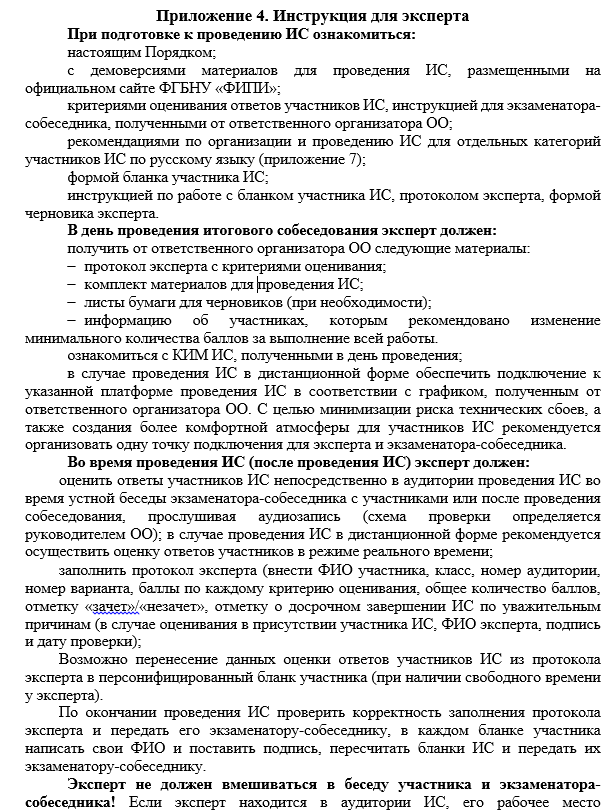 Приложение 4. Инструкция для эксперта
При подготовке к проведению ИС ознакомиться:
настоящим Порядком;
с демоверсиями материалов для проведения ИС, размещенными на
официальном сайте ФГБНУ «ФИПИ»;
критериями оценивания ответов участников ИС, инструкцией для экзаменатора-
собеседника, полученными от ответственного организатора ОО;
рекомендациями по организации и проведению ИС для отдельных категорий
участников ИС по русскому языку (приложение 7);
формой бланка участника ИС;
инструкцией по работе с бланком участника ИС, протоколом эксперта, формой
черновика эксперта.
В день проведения итогового собеседования эксперт должен:
получить от ответственного организатора ОО следующие материалы:
– протокол эксперта с критериями оценивания;
– комплект материалов для проведения ИС;
– листы бумаги для черновиков (при необходимости);
– информацию об участниках, которым рекомендовано изменение
минимального количества баллов за выполнение всей работы.
ознакомиться с КИМ ИС, полученными в день проведения;
в случае проведения ИС в дистанционной форме обеспечить подключение к
указанной платформе проведения ИС в соответствии с графиком, полученным от
ответственного организатора ОО. С целью минимизации риска технических сбоев, а
также создания более комфортной атмосферы для участников ИС рекомендуется
организовать одну точку подключения для эксперта и экзаменатора-собеседника.
Во время проведения ИС (после проведения ИС) эксперт должен:
оценить ответы участников ИС непосредственно в аудитории проведения ИС во
время устной беседы экзаменатора-собеседника с участниками или после проведения
собеседования, прослушивая аудиозапись (схема проверки определяется
руководителем ОО); в случае проведения ИС в дистанционной форме рекомендуется
осуществить оценку ответов участников в режиме реального времени;
заполнить протокол эксперта (внести ФИО участника, класс, номер аудитории,
номер варианта, баллы по каждому критерию оценивания, общее количество баллов,
отметку «зачет»/«незачет», отметку о досрочном завершении ИС по уважительным
причинам (в случае оценивания в присутствии участника ИС, ФИО эксперта, подпись
и дату проверки);
Возможно перенесение данных оценки ответов участников ИС из протокола
эксперта в персонифицированный бланк участника (при наличии свободного времени
у эксперта).
По окончании проведения ИС проверить корректность заполнения протокола
эксперта и передать его экзаменатору-собеседнику, в каждом бланке участника
написать свои ФИО и поставить подпись, пересчитать бланки ИС и передать их
экзаменатору-собеседнику.
Эксперт не должен вмешиваться в беседу участника и экзаменатора-
собеседника! Если эксперт находится в аудитории ИС, его рабочее место